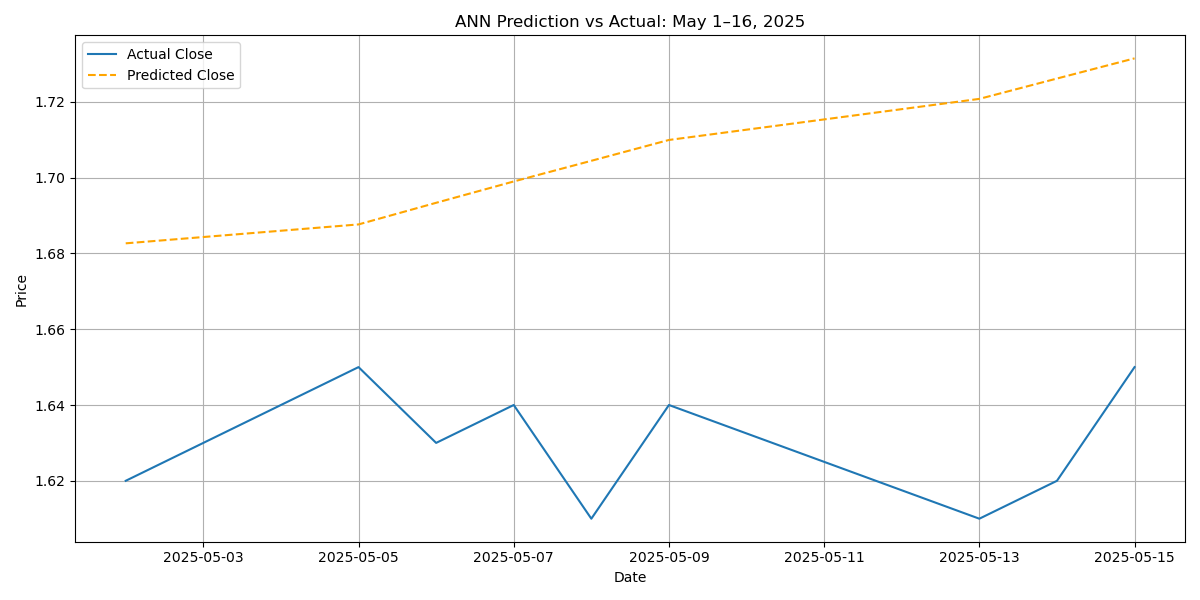 ANN Prediction vs Actual: May 1–16, 2025
Actual Close
Predicted Close
Price
1.72
1.70
1.68
1.66
1.64
1.62
2025-05-03 2025-05-05 2025-05-07 2025-05-09 2025-05-11 2025-05-13 2025-05-15
Date